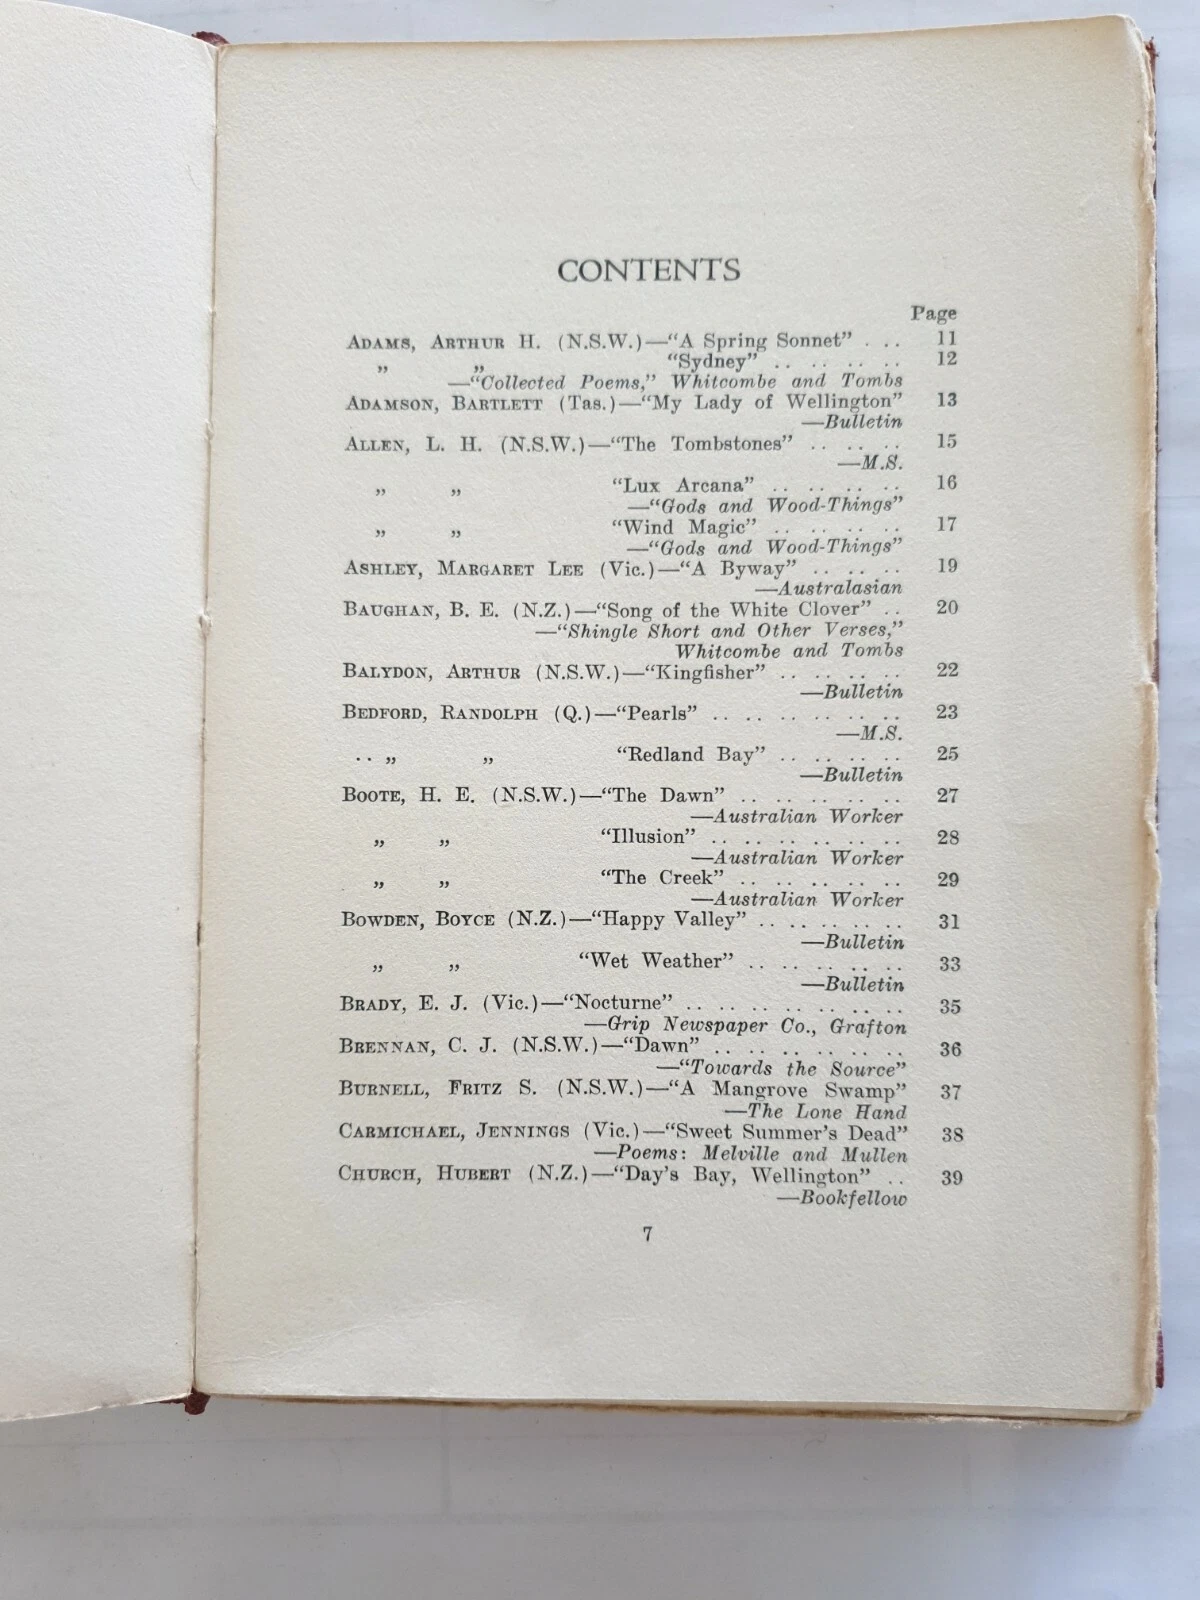 CONTENTS
Page
ADAMS, ARTHUR H. (N.S.W.)—“A Spring Sonnet” . .. 11
„ „ “Sydney” .. .. .. .. 12
—“Collected Poems,” Whitcombe and Tombs
ADAMSON, BARTLETT (Tas.)—“My Lady of Wellington” 13
—Bulletin
ALLEN, L. H. (N.S.W.)—“The Tombstones” .. .. .. 15
—M.S.
„ „ “Lux Arcana” .. .. .. .. 16
—“Gods and Wood-Things”
„ „ “Wind Magic” .. .. .. .. 17
—“Gods and Wood-Things”
ASHLEY, MARGARET LEE (Vic.)—“A Byway” .. .. .. 19
—Australasian
BAUGHAN, B. E. (N.Z.)—“Song of the White Clover” .. 20
—“Shingle Short and Other Verses,”
Whitcombe and Tombs
BALYDON, ARTHUR (N.S.W.)—“Kingfisher” .. .. .. .. 22
—Bulletin
BEDFORD, RANDOLPH (Q.)—“Pearls” .. .. .. .. .. .. 23
—M.S.
.. „ „ “Redland Bay” .. .. .. .. 25
—Bulletin
BOOTE, H. E. (N.S.W.)—“The Dawn” .. .. .. .. .. 27
—Australian Worker
„ „ “Illusion” .. .. .. .. .. .. 28
—Australian Worker
„ „ “The Creek” .. .. .. .. .. 29
—Australian Worker
BOWDEN, BOYCE (N.Z.)—“Happy Valley” .. .. .. .. 31
—Bulletin
„ „ “Wet Weather” .. .. .. .. .. 33
—Bulletin
BRADY, E. J. (Vic.)—“Nocturne” .. .. .. .. .. .. .. 35
—Grip Newspaper Co., Grafton
BRENNAN, C. J. (N.S.W.)—“Dawn” .. .. .. .. .. .. 36
—“Towards the Source”
BURNELL, FRITZ S. (N.S.W.)—“A Mangrove Swamp” 37
—The Lone Hand
CARMICHAEL, JENNINGS (Vic.)—“Sweet Summer's Dead” 38
—Poems: Melville and Mullen
CHURCH, HUBERT (N.Z.)—“Day's Bay, Wellington” .. 39
—Bookfellow
7